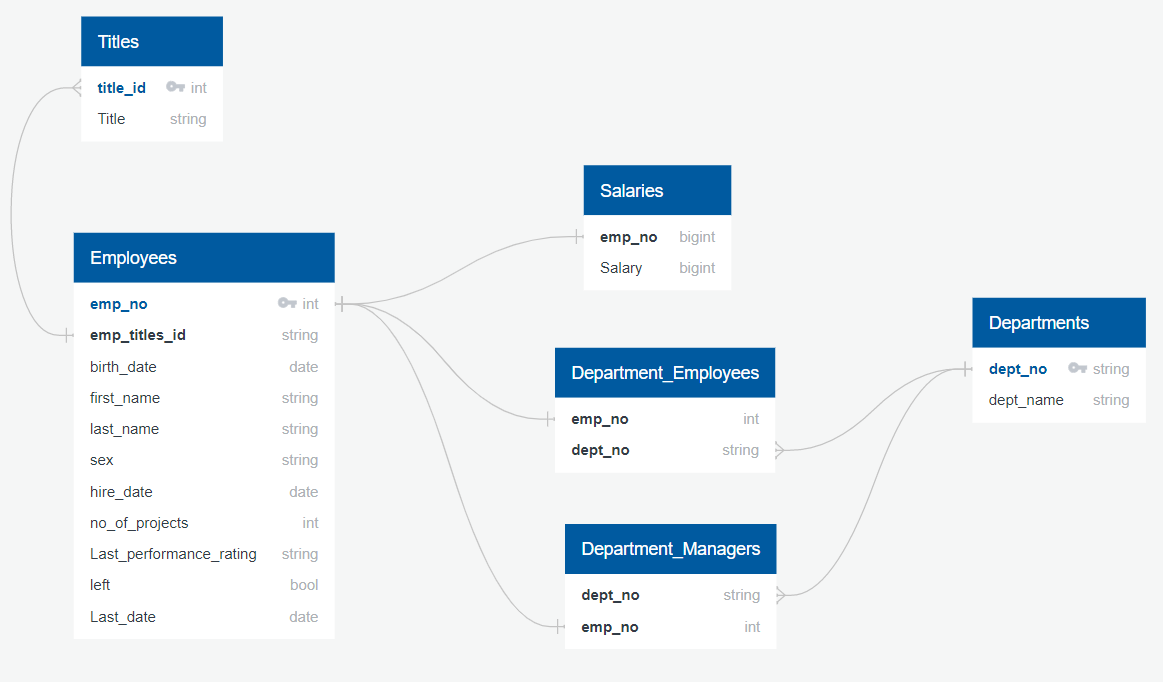 Titles
title_id int
Title string
Employees
emp_no int
emp_titles_id string
birth_date date
first_name string
last_name string
sex string
hire_date date
no_of_projects int
Last_performance_rating string
left bool
Last_date date
Salaries
emp_no bigint
Salary bigint
Department_Employees
emp_no int
dept_no string
Department_Managers
dept_no string
emp_no int
Departments
dept_no string
dept_name string